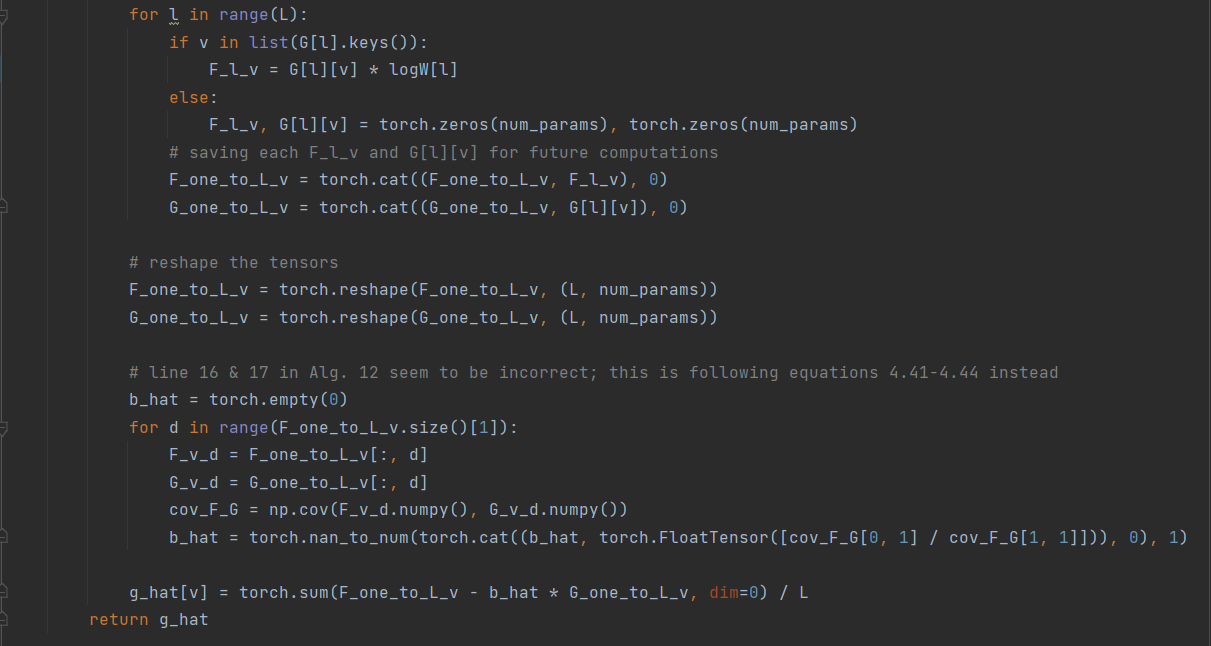 for l in range(L):
if v in list(G[l].keys()):
F_l_v = G[l][v] * logW[l]
else:
F_l_v, G[l][v] = torch.zeros(num_params), torch.zeros(num_params)
# saving each F_l_v and G[l][v] for future computations
F_one_to_L_v = torch.cat((F_one_to_L_v, F_l_v), 0)
G_one_to_L_v = torch.cat((G_one_to_L_v, G[l][v]), 0)
# reshape the tensors
F_one_to_L_v = torch.reshape(F_one_to_L_v, (L, num_params))
G_one_to_L_v = torch.reshape(G_one_to_L_v, (L, num_params))
# line 16 & 17 in Alg. 12 seem to be incorrect; this is following equations 4.41-4.44 instead
b_hat = torch.empty(0)
for d in range(F_one_to_L_v.size()[1]):
F_v_d = F_one_to_L_v[:, d]
G_v_d = G_one_to_L_v[:, d]
cov_F_G = np.cov(F_v_d.numpy(), G_v_d.numpy())
b_hat = torch.nan_to_num(torch.cat((b_hat, torch.FloatTensor([cov_F_G[0, 1] / cov_F_G[1, 1]])), 0), 1)
g_hat[v] = torch.sum(F_one_to_L_v - b_hat * G_one_to_L_v, dim=0) / L
return g_hat